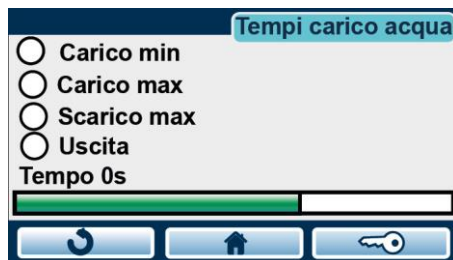 Tempi carico acqua
Carico min
Carico max
Scarico max
Uscita
Tempo 0s